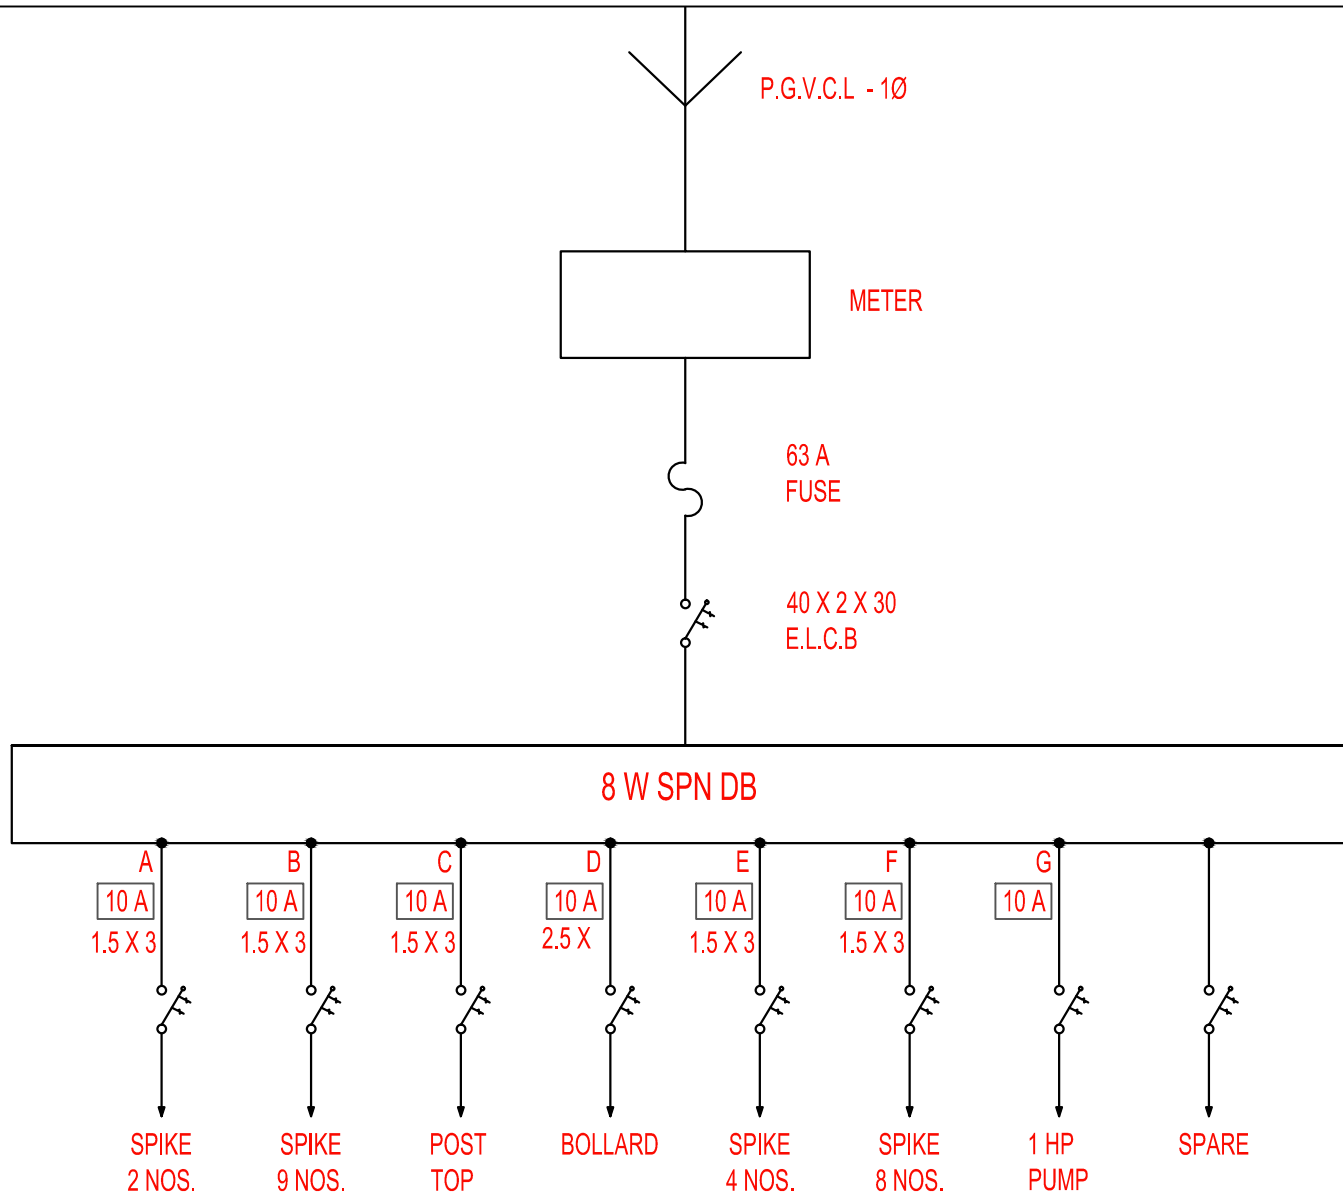 P.G.V.C.L - 1Ø
METER
63 A
FUSE
40 X 2 X 30
E.L.C.B
8 W SPN DB
A B C D E F G
10 A 10 A 10 A 10 A 10 A 10 A 10 A
1.5 X 3 1.5 X 3 1.5 X 3 2.5 X 1.5 X 3 1.5 X 3
SPIKE SPIKE POST BOLLARD SPIKE SPIKE 1 HP SPARE
2 NOS. 9 NOS. TOP 4 NOS. 8 NOS. PUMP